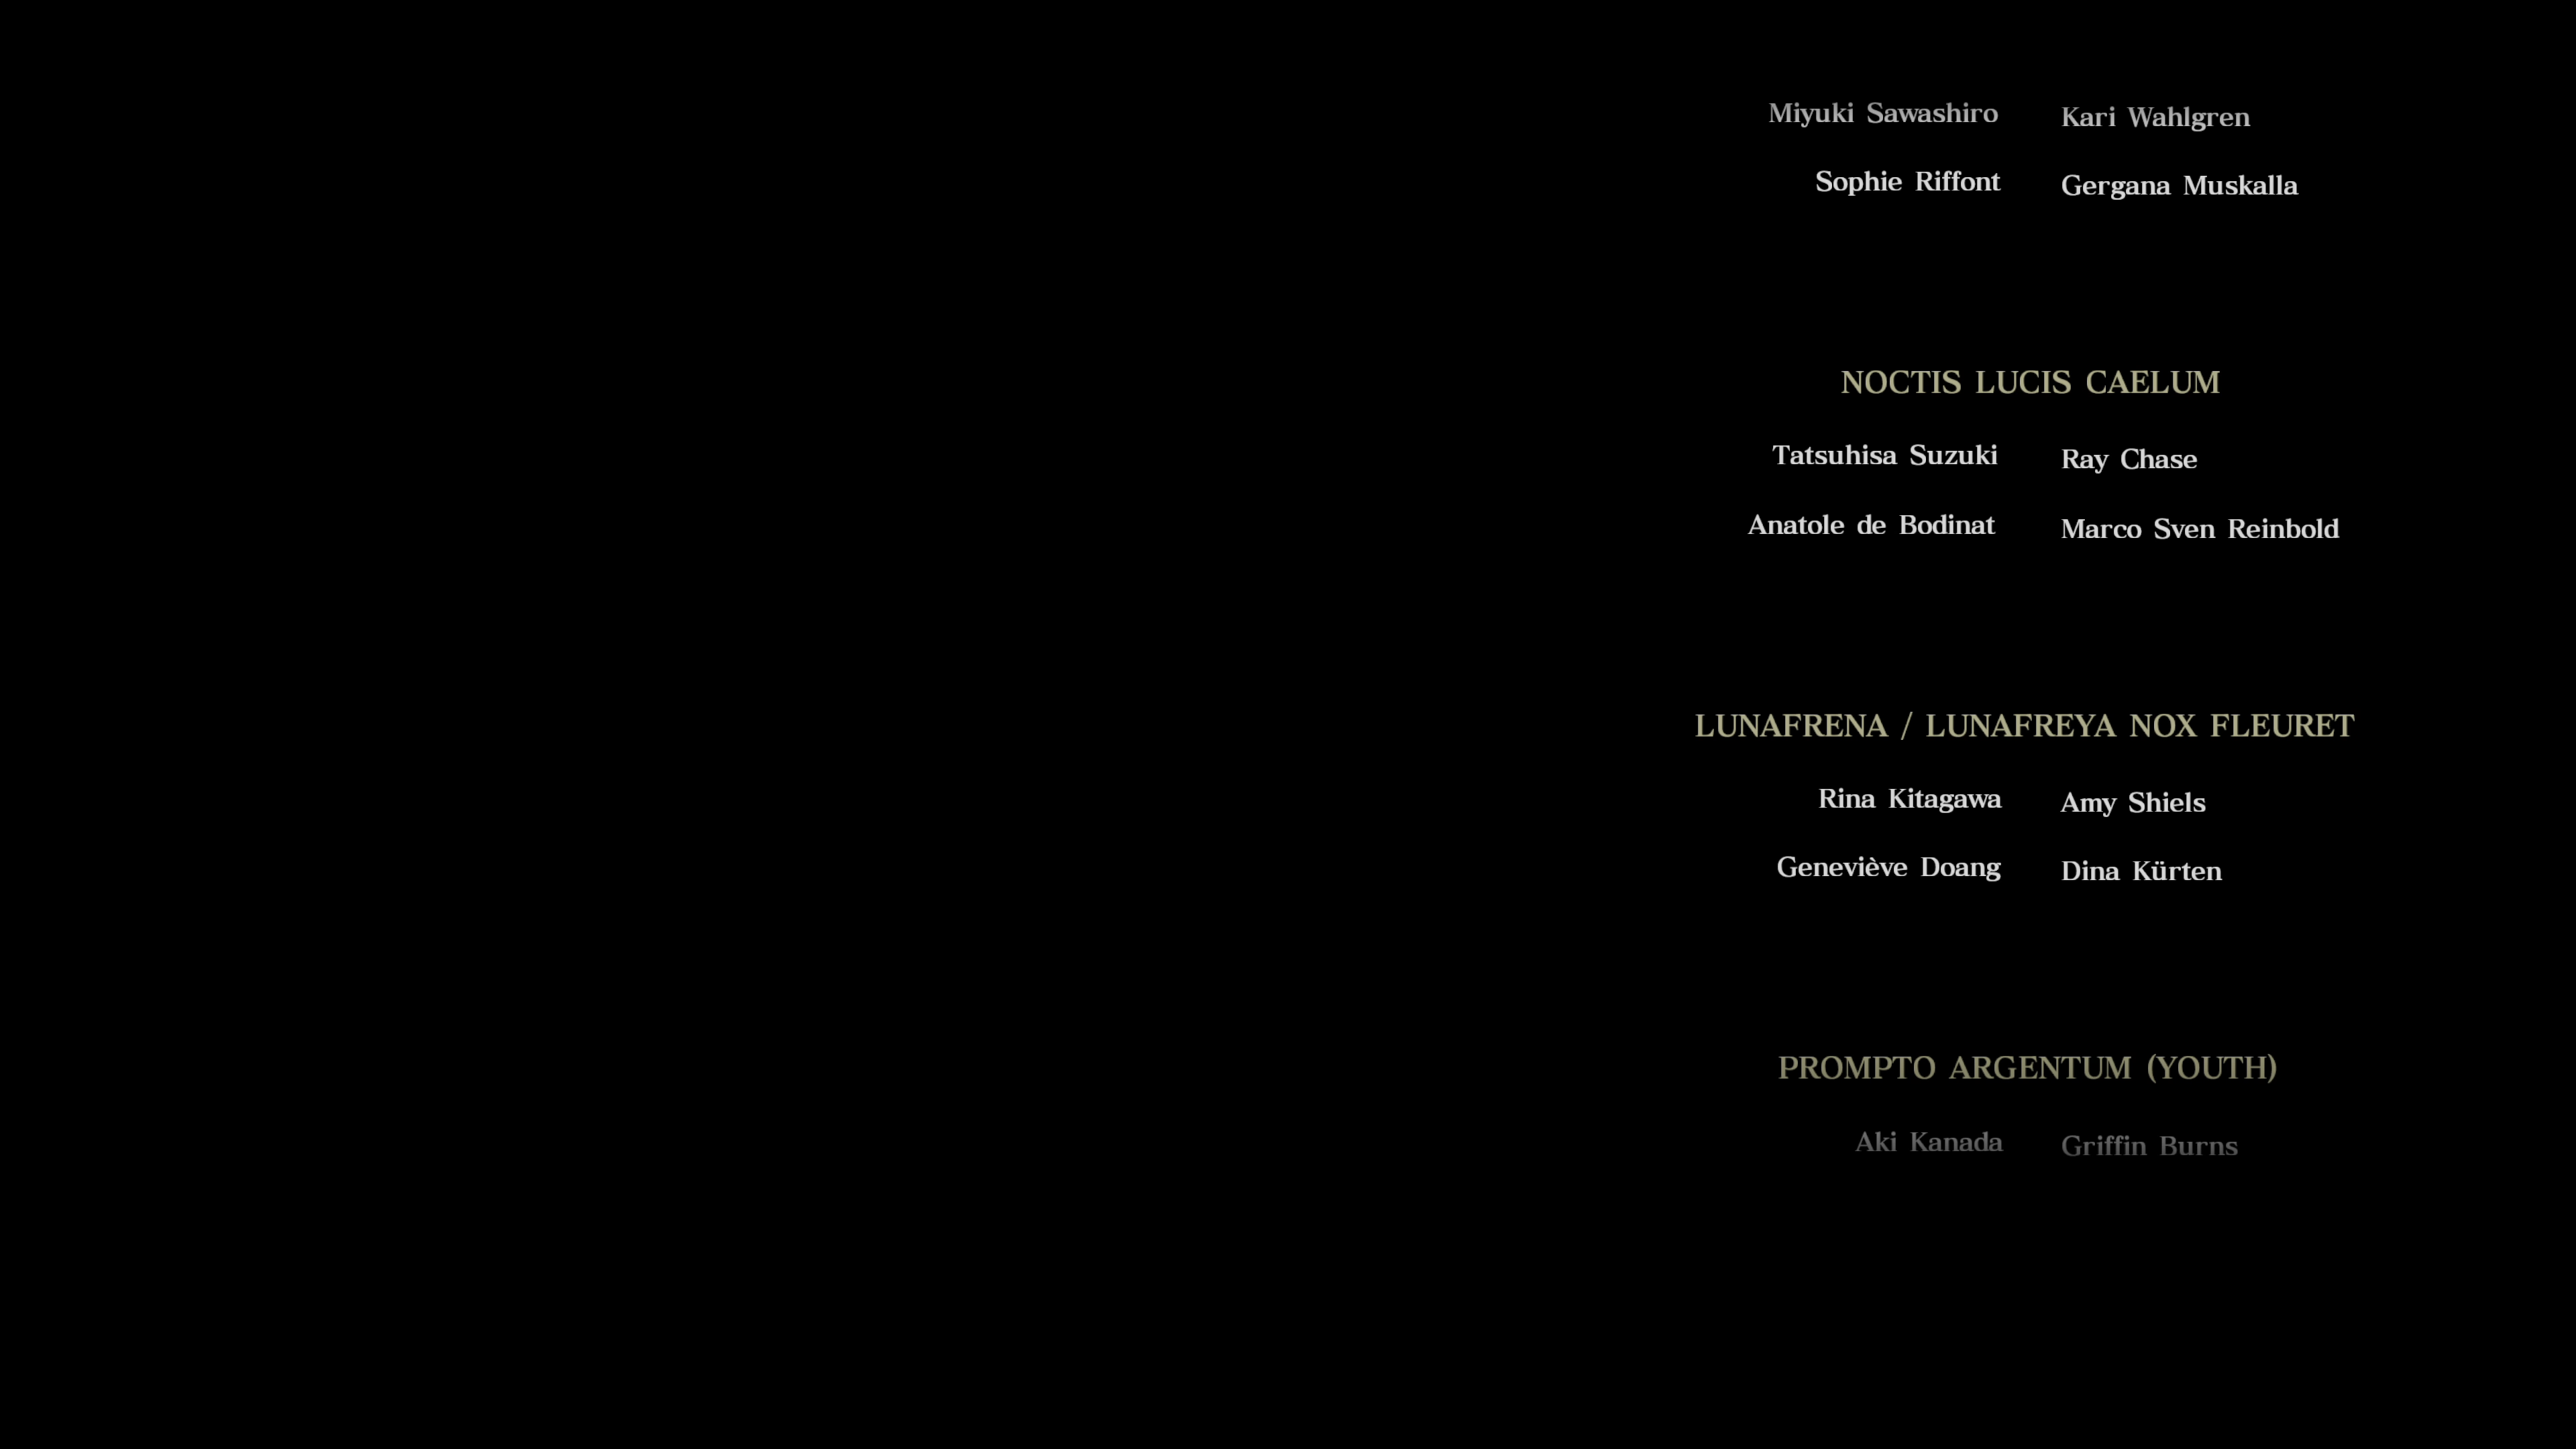 Miyuki Sawashiro Kari Wahlgren
Sophie Riffont Gergana Muskalla
NOCTIS LUCIS CAELUM
Tatsuhisa Suzuki Ray Chase
Anatole de Bodinat Marco Sven Reinbold
LUNAFRENA / LUNAFREYA NOX FLEURET
Rina Kitagawa Amy Shiels
Geneviève Doang Dina Kürten
PROMPTO ARGENTUM (YOUTH)
Aki Kanada Griffin Burns